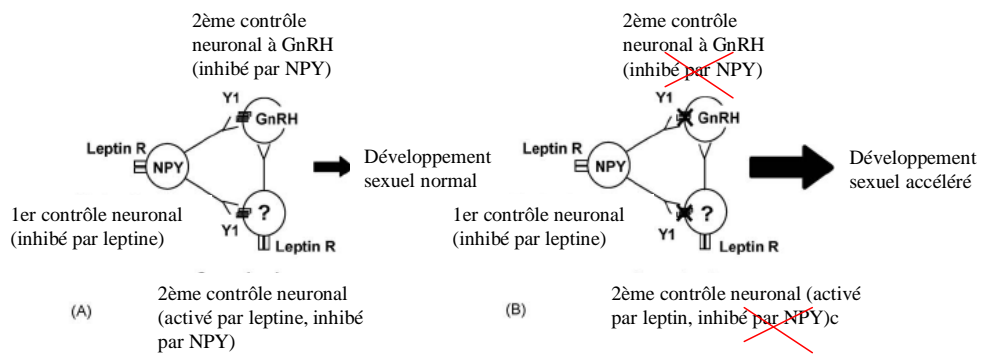 2ème contrôle
neuronal à GnRH
(inhibé par NPY)
Y1
GnRH
Leptin R
NPY
Développement
sexuel normal
1er contrôle neuronal
(inhibé par leptine)
?
Y1
Leptin R
(A)
2ème contrôle neuronal
(activé par leptine, inhibé
par NPY)
2ème contrôle
neuronal à GnRH
(inhibé par NPY)
Y1
GnRH
Leptin R
NPY
Développement
sexuel accéléré
1er contrôle neuronal
(inhibé par leptine)
?
Y1
Leptin R
(B)
2ème contrôle neuronal (activé
par leptin, inhibé par NPY)c